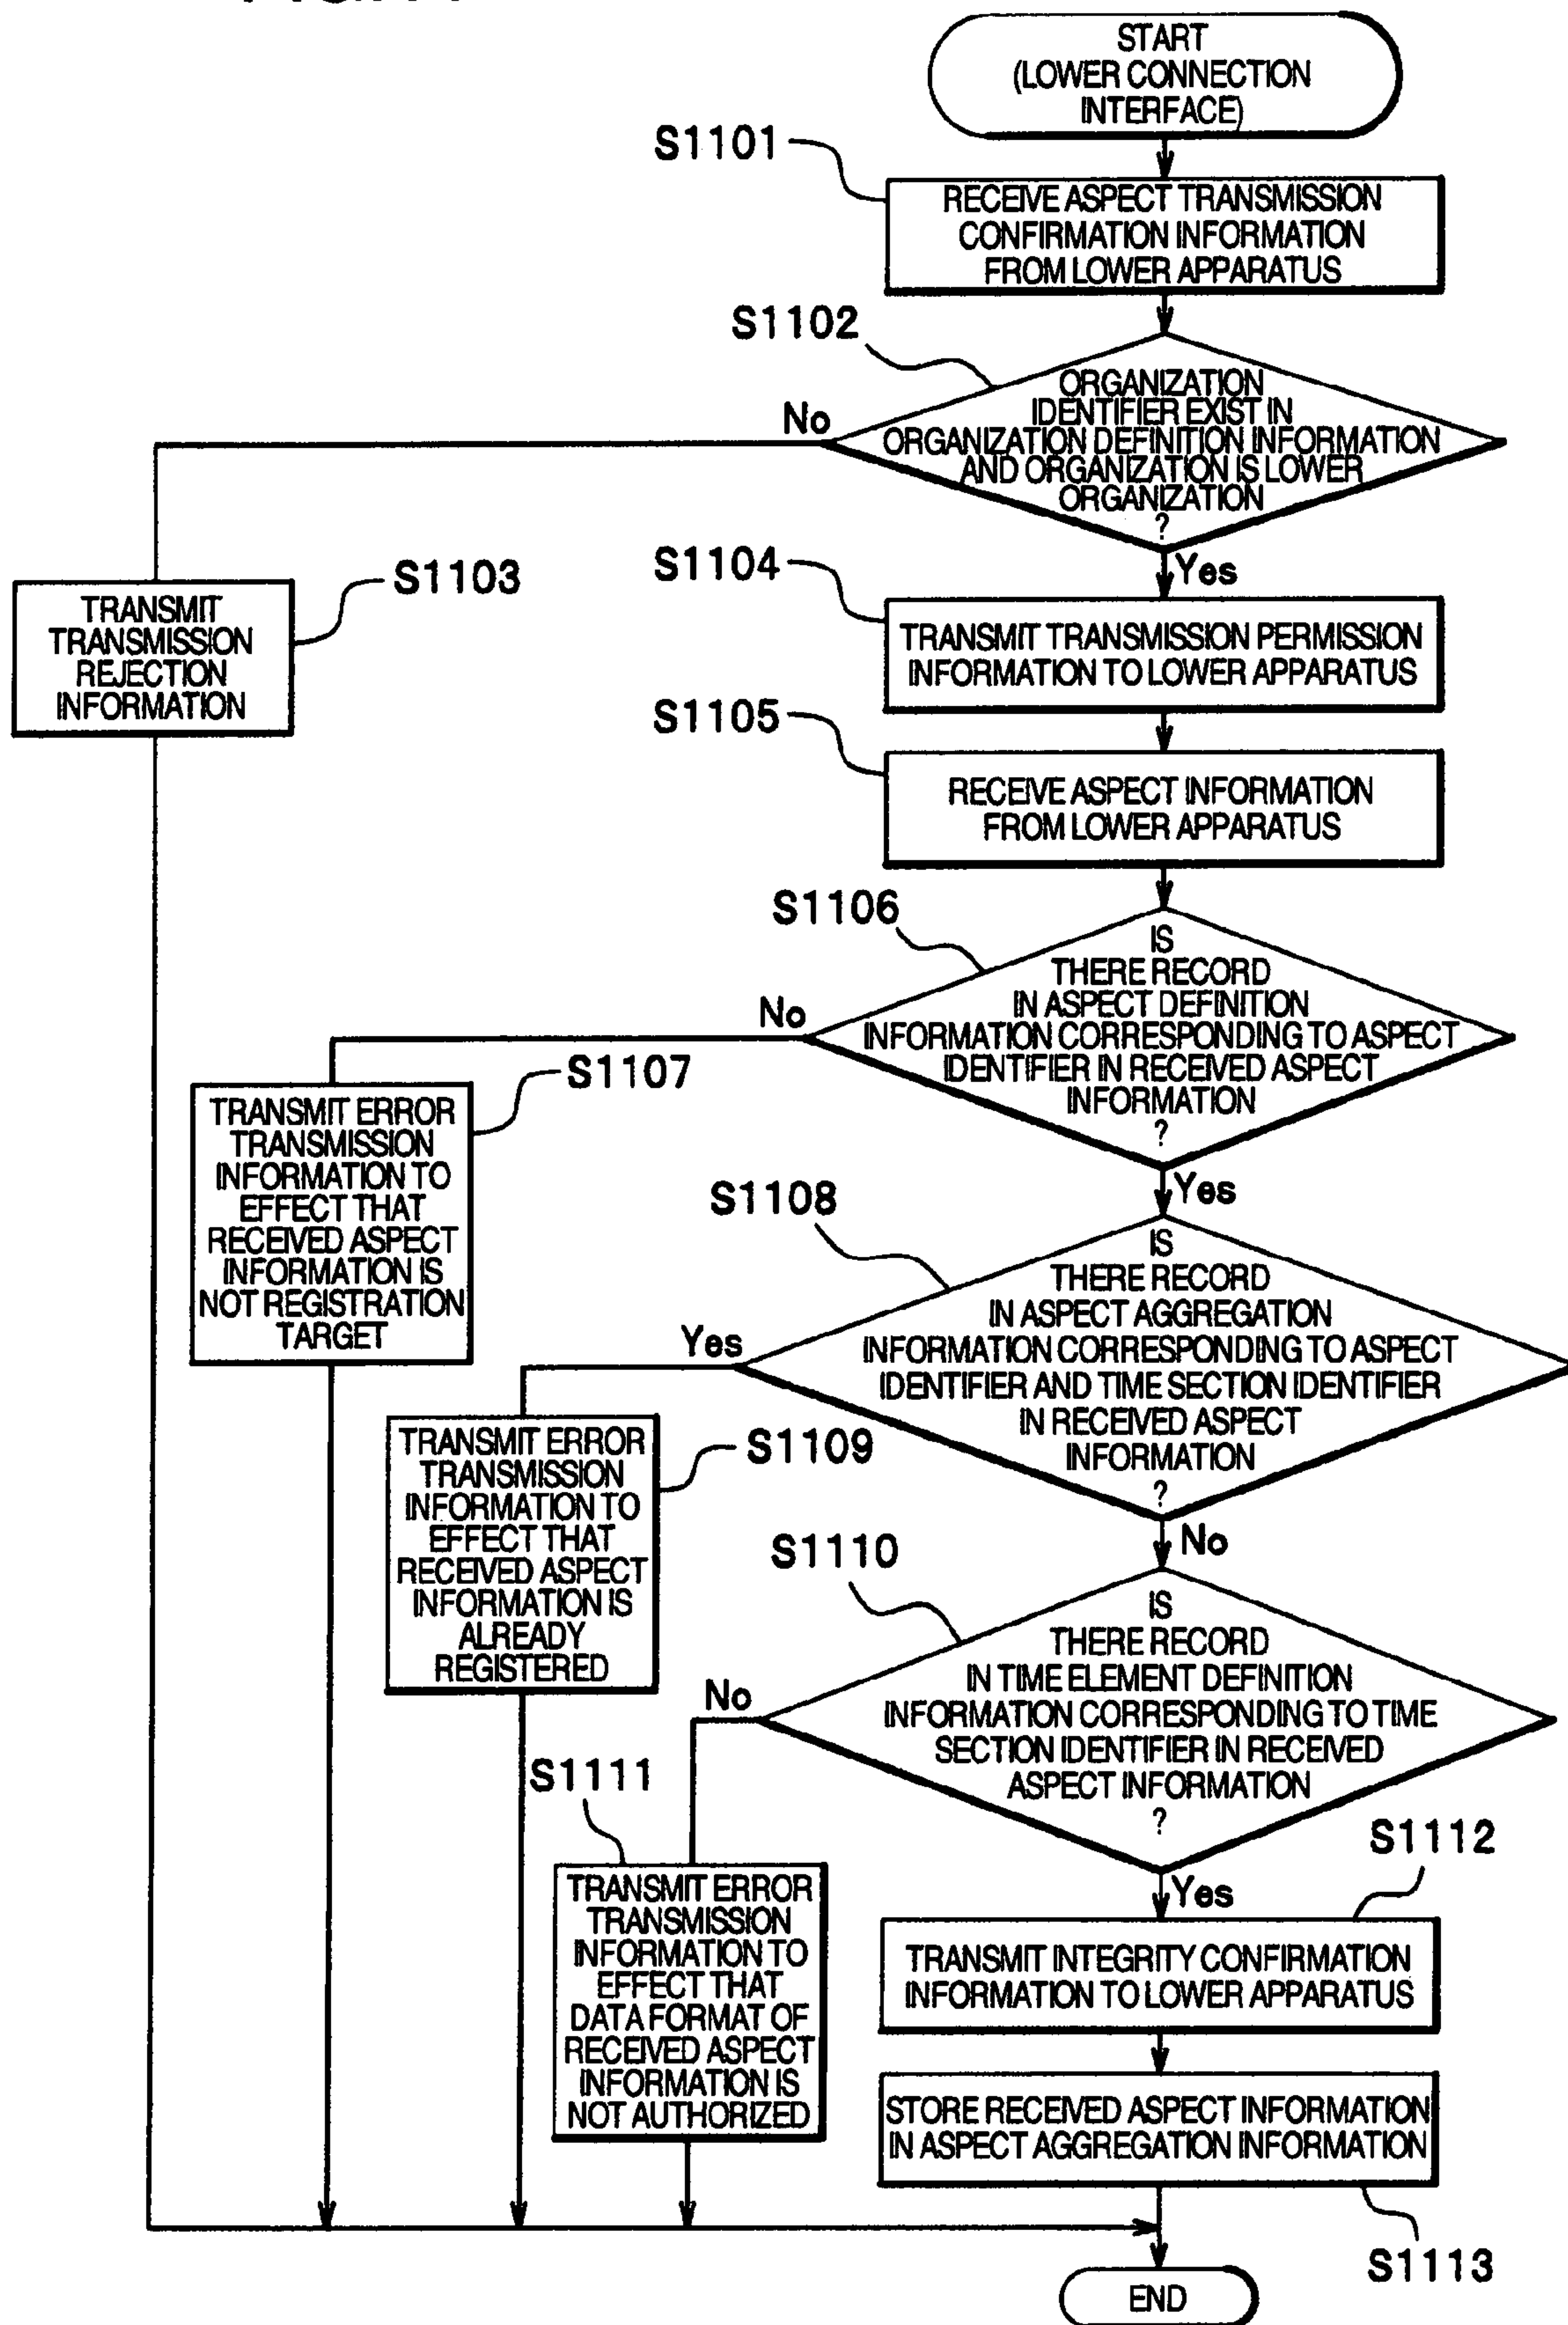 START
(LOWER CONNECTION
INTERFACE)
S1101
RECEIVE ASPECT TRANSMISSION
CONFIRMATION INFORMATION
FROM LOWER APPARATUS
S1102
ORGANIZATION
IDENTIFIER EXIST IN
ORGANIZATION DEFINITION INFORMATION
AND ORGANIZATION IS LOWER
ORGANIZATION
?
No
Yes
S1103
TRANSMIT
TRANSMISSION
REJECTION
INFORMATION
S1104
TRANSMIT TRANSMISSION PERMISSION
INFORMATION TO LOWER APPARATUS
S1105
RECEIVE ASPECT INFORMATION
FROM LOWER APPARATUS
S1106
IS
THERE RECORD
IN ASPECT DEFINITION
INFORMATION CORRESPONDING TO ASPECT
IDENTIFIER IN RECEIVED ASPECT
INFORMATION
?
No
Yes
S1107
TRANSMIT ERROR
TRANSMISSION
INFORMATION TO
EFFECT THAT
RECEIVED ASPECT
INFORMATION IS
NOT REGISTRATION
TARGET
S1108
IS
THERE RECORD
IN ASPECT AGGREGATION
INFORMATION CORRESPONDING TO ASPECT
IDENTIFIER AND TIME SECTION IDENTIFIER
IN RECEIVED ASPECT
INFORMATION
?
Yes
No
S1109
TRANSMIT ERROR
TRANSMISSION
INFORMATION TO
EFFECT THAT
RECEIVED ASPECT
INFORMATION IS
ALREADY
REGISTERED
S1110
IS
THERE RECORD
IN TIME ELEMENT DEFINITION
INFORMATION CORRESPONDING TO TIME
SECTION IDENTIFIER IN RECEIVED
ASPECT INFORMATION
?
No
Yes
S1111
TRANSMIT ERROR
TRANSMISSION
INFORMATION TO
EFFECT THAT
DATA FORMAT OF
RECEIVED ASPECT
INFORMATION IS
NOT AUTHORIZED
S1112
TRANSMIT INTEGRITY CONFIRMATION
INFORMATION TO LOWER APPARATUS
STORE RECEIVED ASPECT INFORMATION
IN ASPECT AGGREGATION INFORMATION
S1113
END